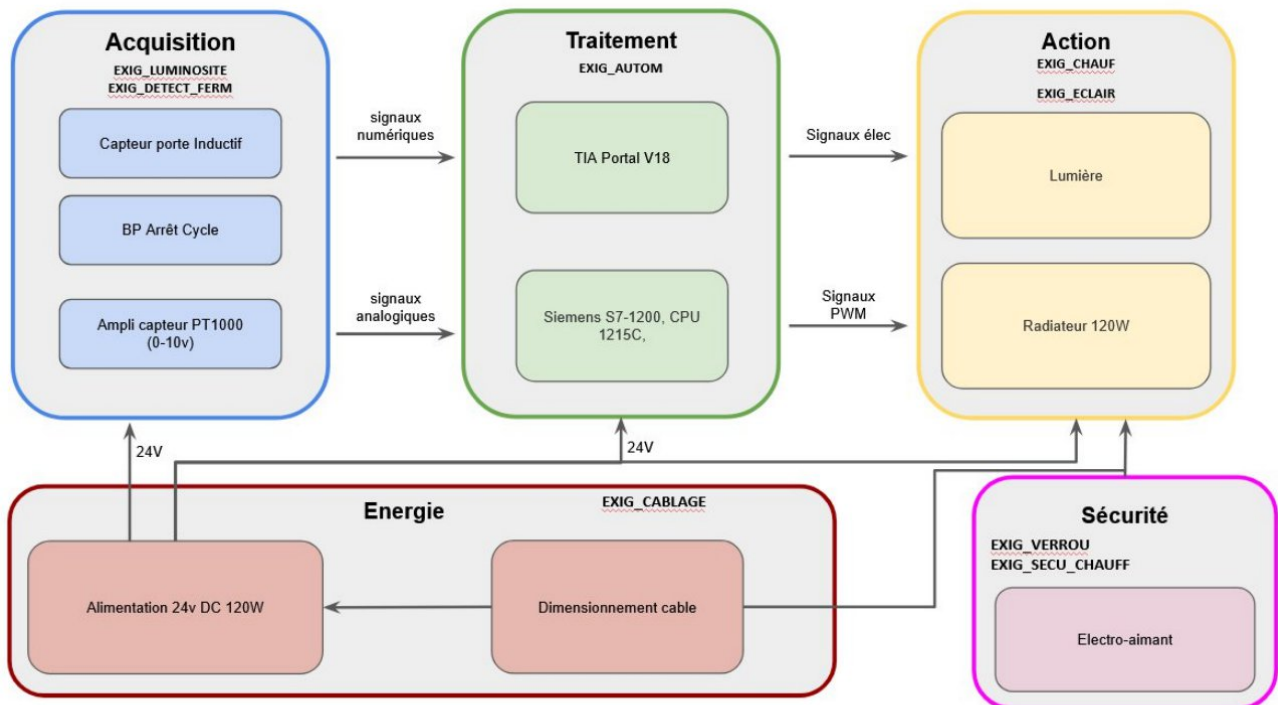 Acquisition
EXIG_LUMINOSITE
EXIG_DETECT_FERM
Capteur porte Inductif
BP Arrêt Cycle
Ampli capteur PT1000
(0-10v)
signaux
numériques
signaux
analogiques
Traitement
EXIG_AUTOM
TIA Portal V18
Siemens S7-1200, CPU
1215C,
Signaux élec
Signaux
PWM
Action
EXIG_CHAUF
EXIG_ECLAIR
Lumière
Radiateur 120W
24V
24V
Energie
EXIG_CABLAGE
Alimentation 24v DC 120W
Dimensionnement cable
Sécurité
EXIG_VERROU
EXIG_SECU_CHAUFF
Electro-aimant